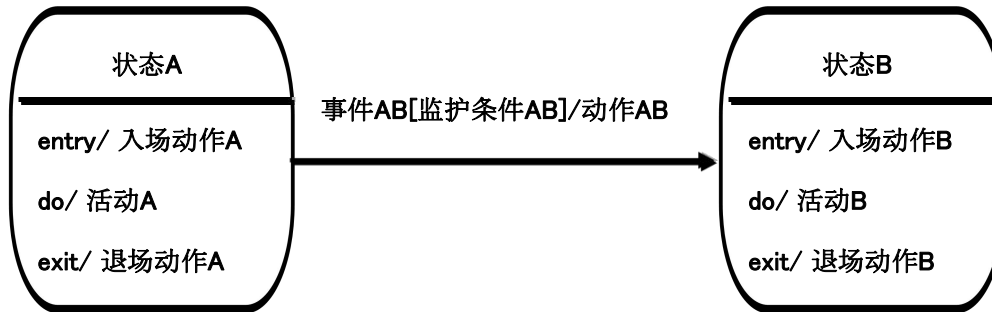 状态A
entry/ 入场动作A
do/ 活动A
exit/ 退场动作A
事件AB[监护条件AB]/动作AB
状态B
entry/ 入场动作B
do/ 活动B
exit/ 退场动作B